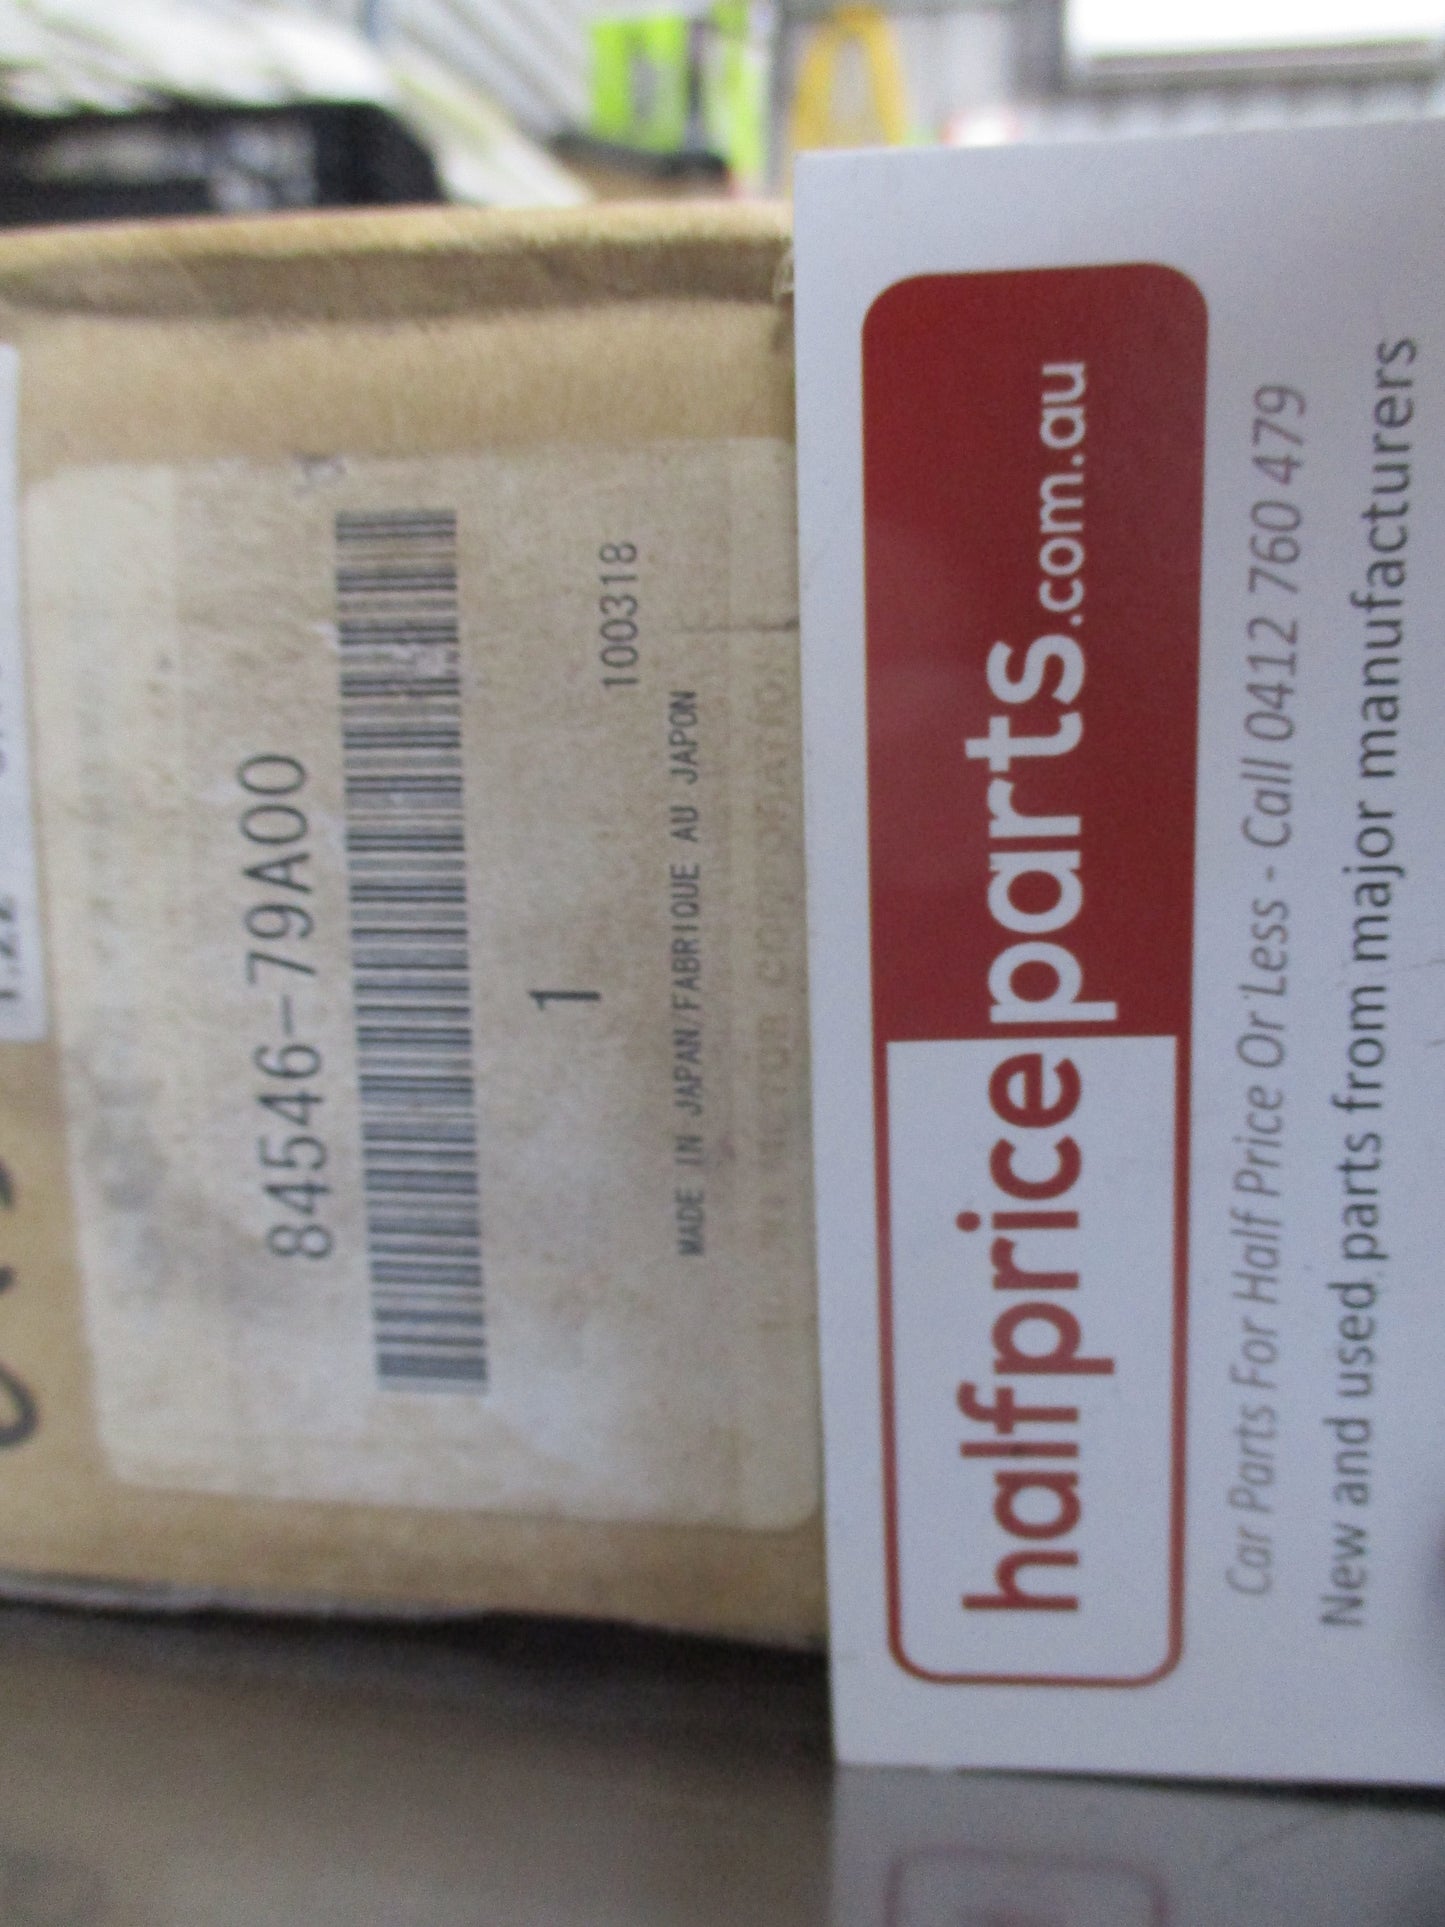 84546-79A00
1
100318
MADE IN JAPAN/FABRIQUE AU JAPON
halfpriceparts.com.au
Car Parts For Half Price Or Less - Call 0412 760 479
New and used parts from major manufacturers